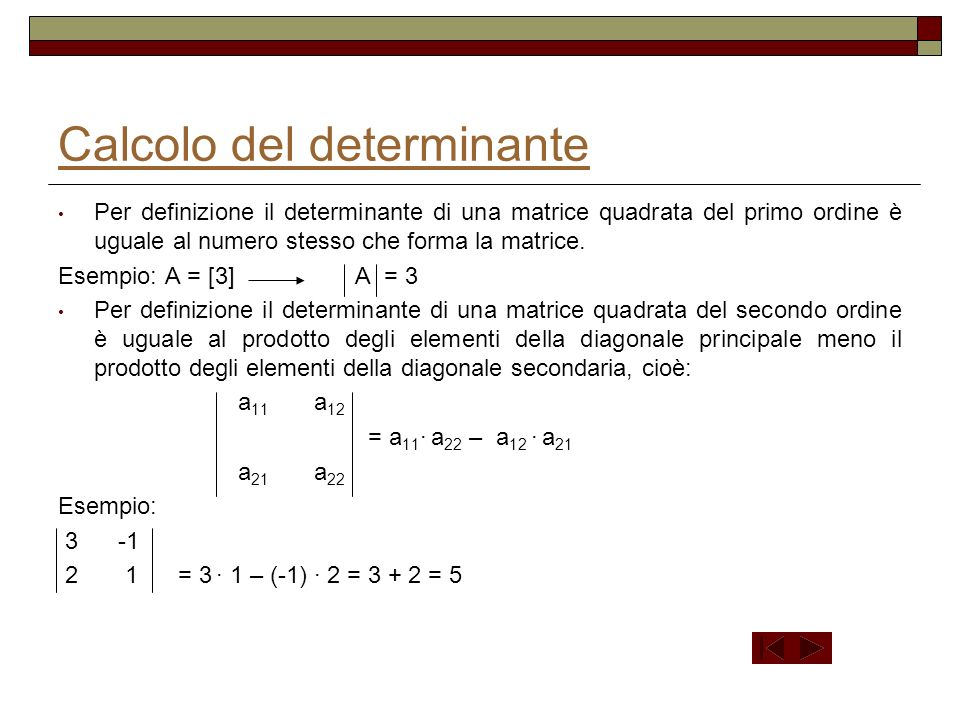 Calcolo del determinante
• Per definizione il determinante di una matrice quadrata del primo ordine è
uguale al numero stesso che forma la matrice.
Esempio: A = [3] → |A| = 3
• Per definizione il determinante di una matrice quadrata del secondo ordine
è uguale al prodotto degli elementi della diagonale principale meno il
prodotto degli elementi della diagonale secondaria, cioè:
a₁₁ a₁₂
= a₁₁· a₂₂ – a₁₂ · a₂₁
a₂₁ a₂₂
Esempio:
3 -1
2 1 = 3 · 1 – (-1) · 2 = 3 + 2 = 5